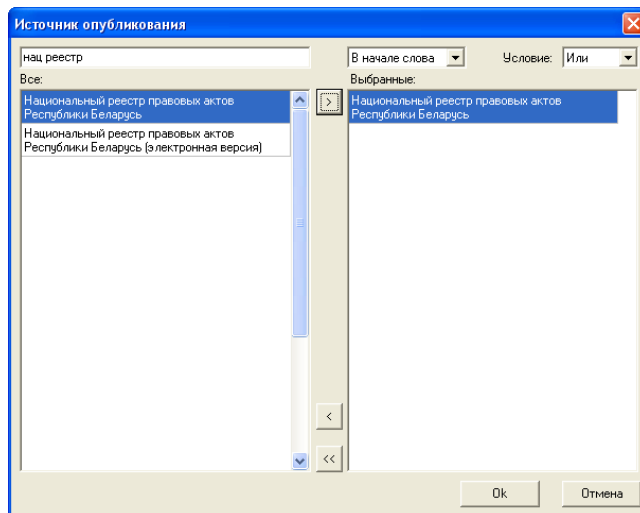 Источник опубликования
нац реестр
В начале слова
Условие:
Или
Все:
Выбранные:
Национальный реестр правовых актов
Республики Беларусь
Национальный реестр правовых актов
Республики Беларусь (электронная версия)
>
Национальный реестр правовых актов
Республики Беларусь
<
<<
Ok
Отмена